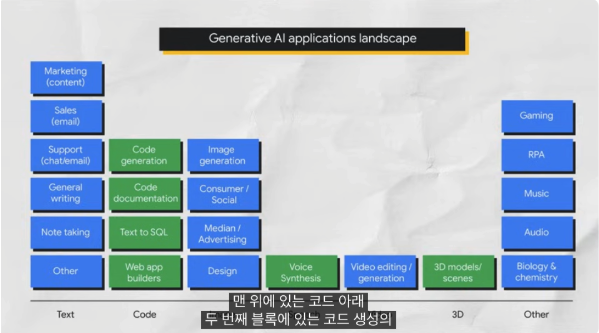 Generative AI applications landscape
Marketing
(content)
Sales
(email)
Support
(chat/email)
General
writing
Note taking
Other
Code
generation
Code
documentation
Text to SQL
Web app
builders
Image
generation
Consumer /
Social
Median /
Advertising
Design
Voice
Synthesis
Video editing /
generation
3D models/
scenes
Gaming
RPA
Music
Audio
Biology &
chemistry
Text
Code
3D
Other
맨 위에 있는 코드 아래
두 번째 블록에 있는 코드 생성의